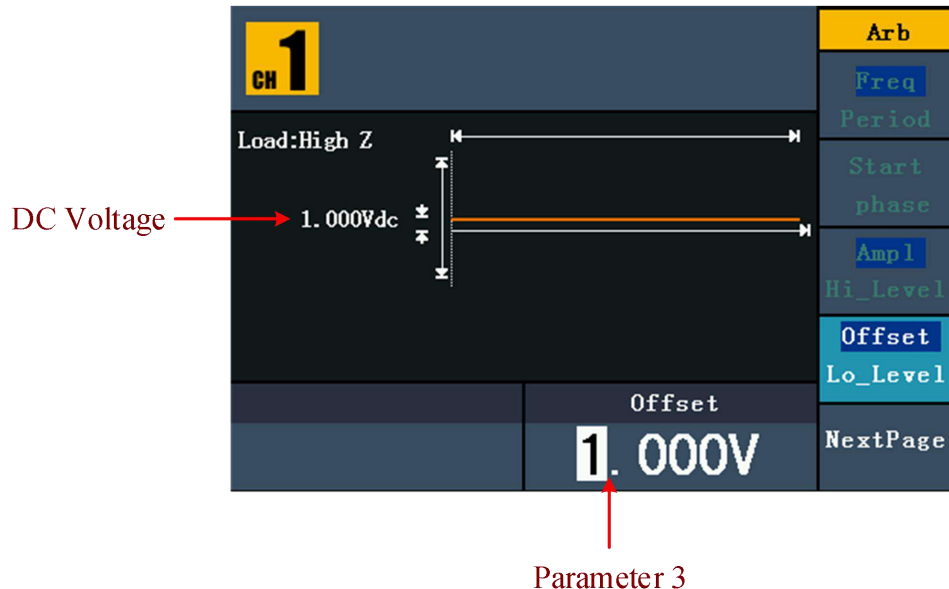 CH 1
Load:High Z
DC Voltage
1.000Vdc
Offset
1.000V
Parameter 3
Arb
Freq
Period
Start
phase
Ampl
Hi_Level
Offset
Lo_Level
NextPage